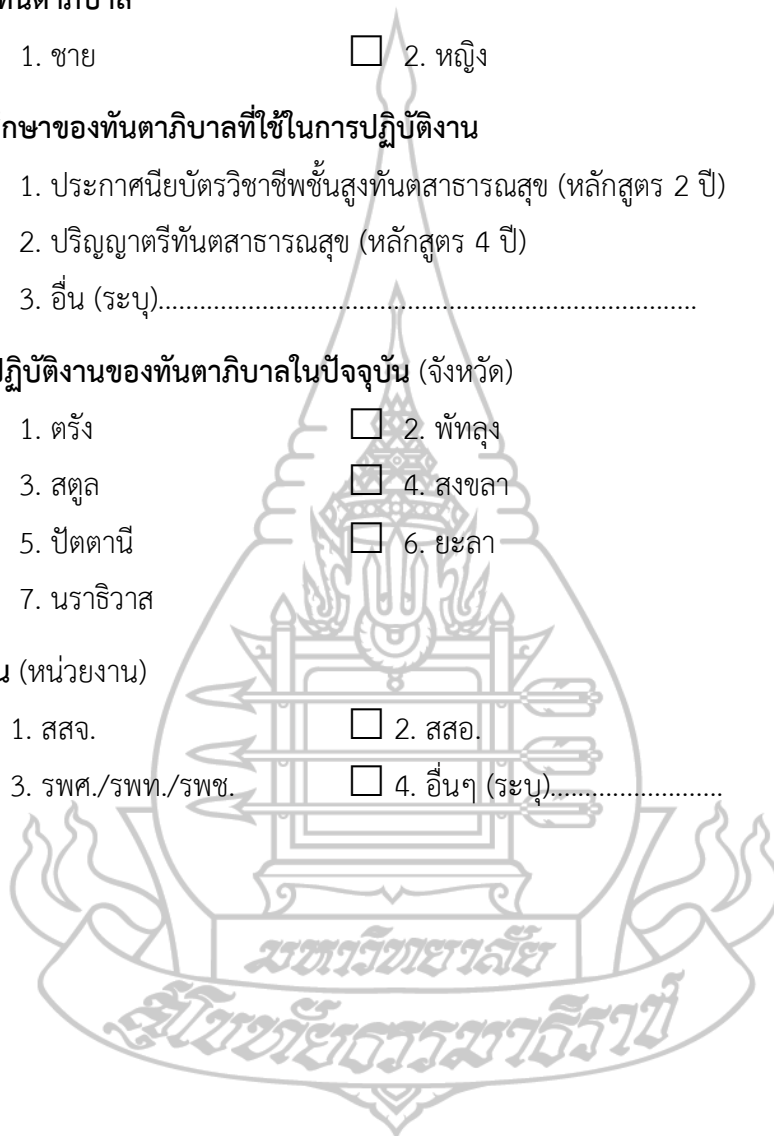 ทันตาภิบาล
1. ชาย ☐ 2. หญิง
กษาของทันตาภิบาลที่ใช้ในการปฏิบัติงาน
1. ประกาศนียบัตรวิชาชีพชั้นสูงทันตสาธารณสุข (หลักสูตร 2 ปี)
2. ปริญญาตรีทันตสาธารณสุข (หลักสูตร 4 ปี)
3. อื่น (ระบุ)..............................................................................
ปฏิบัติงานของทันตาภิบาลในปัจจุบัน (จังหวัด)
1. ตรัง ☐ 2. พัทลุง
3. สตูล ☐ 4. สงขลา
5. ปัตตานี ☐ 6. ยะลา
7. นราธิวาส
น (หน่วยงาน)
1. สสจ. ☐ 2. สสอ.
3. รพศ./รพท./รพช. ☐ 4. อื่นๆ (ระบุ).........................
มหาวิทยาลัย
สุโขทัยธรรมาธิราช